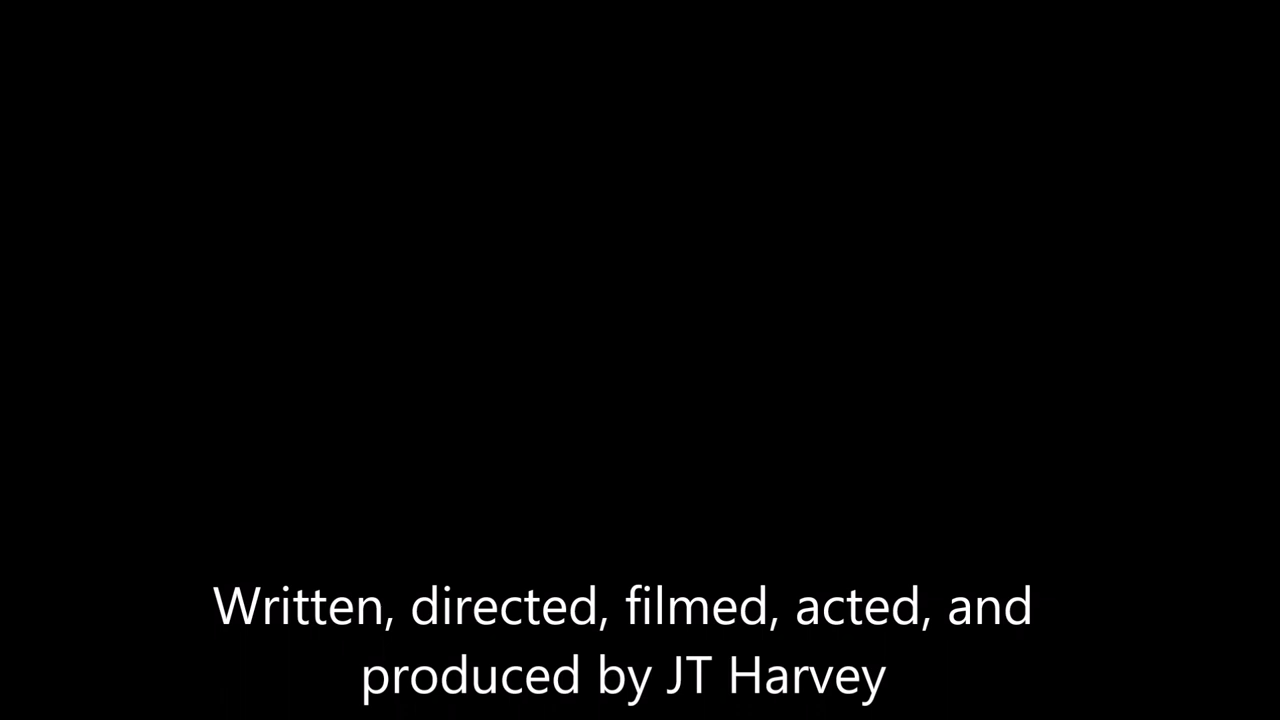 Written, directed, filmed, acted, and
produced by JT Harvey